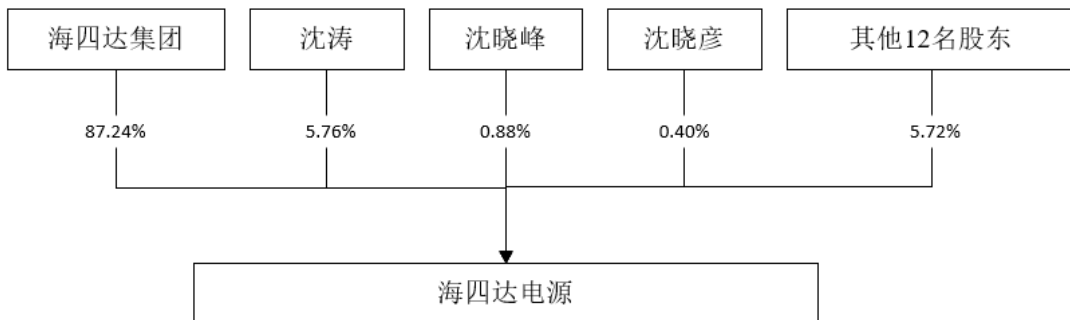 海四达集团
沈涛
沈晓峰
沈晓彦
其他12名股东
87.24%
5.76%
0.88%
0.40%
5.72%
海四达电源